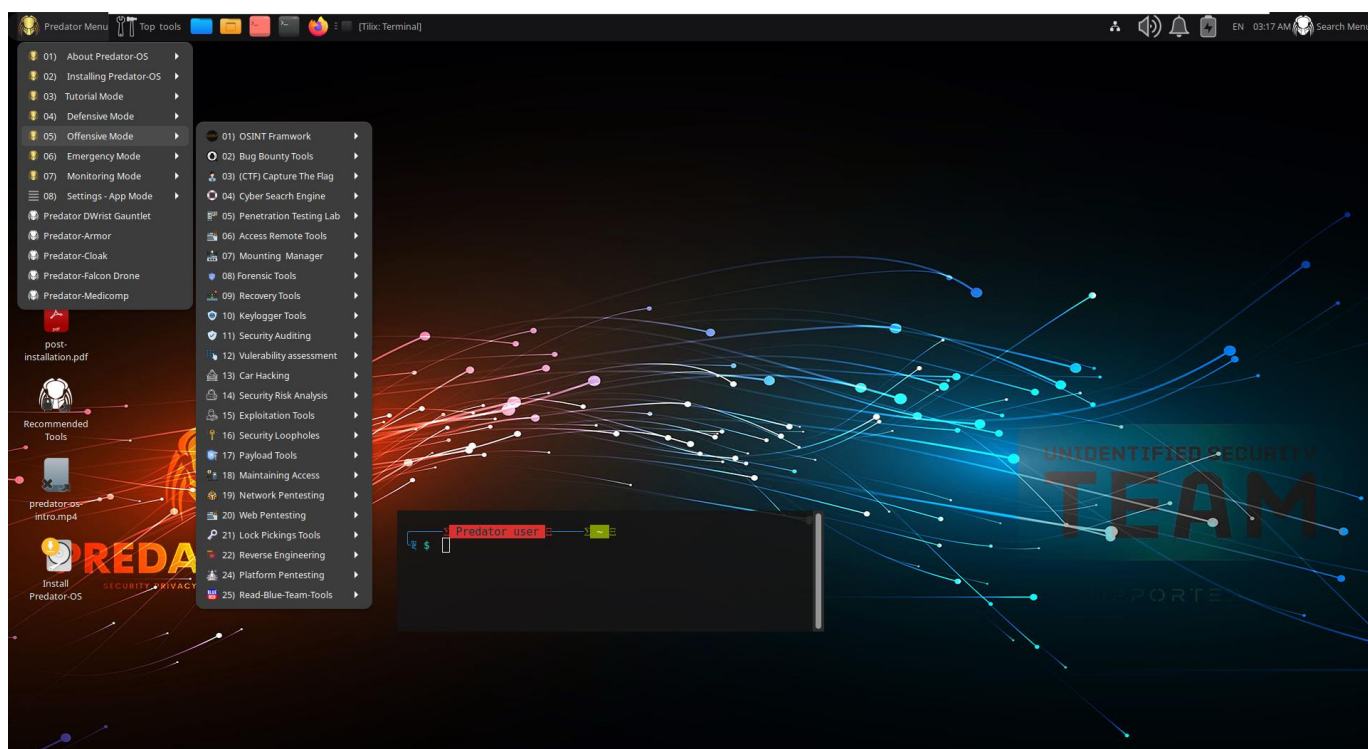 Predator Menu Top tools [Tilix: Terminal] EN 03:17 AM Search Menu
01) About Predator-OS
02) Installing Predator-OS
03) Tutorial Mode
04) Defensive Mode
05) Offensive Mode
06) Emergency Mode
07) Monitoring Mode
08) Settings - App Mode
Predator DWrist Gauntlet
Predator-Armor
Predator-Cloak
Predator-Falcon Drone
Predator-Medicomp
01) OSINT Framwork
02) Bug Bounty Tools
03) (CTF) Capture The Flag
04) Cyber Seacrh Engine
05) Penetration Testing Lab
06) Access Remote Tools
07) Mounting Manager
08) Forensic Tools
09) Recovery Tools
10) Keylogger Tools
11) Security Auditing
12) Vulerability assessment
13) Car Hacking
14) Security Risk Analysis
15) Exploitation Tools
16) Security Loopholes
17) Payload Tools
18) Maintaining Access
19) Network Pentesting
20) Web Pentesting
21) Lock Pickings Tools
22) Reverse Engineering
24) Platform Pentesting
25) Read-Blue-Team-Tools
pdf
post-
installation.pdf
Recommended
Tools
predator-os-
intro.mp4
Install
Predator-OS
PREDA
SECURITY PRIVACY
Predator user ~
$
UNIDENTIFIED SECURITY
TEAM